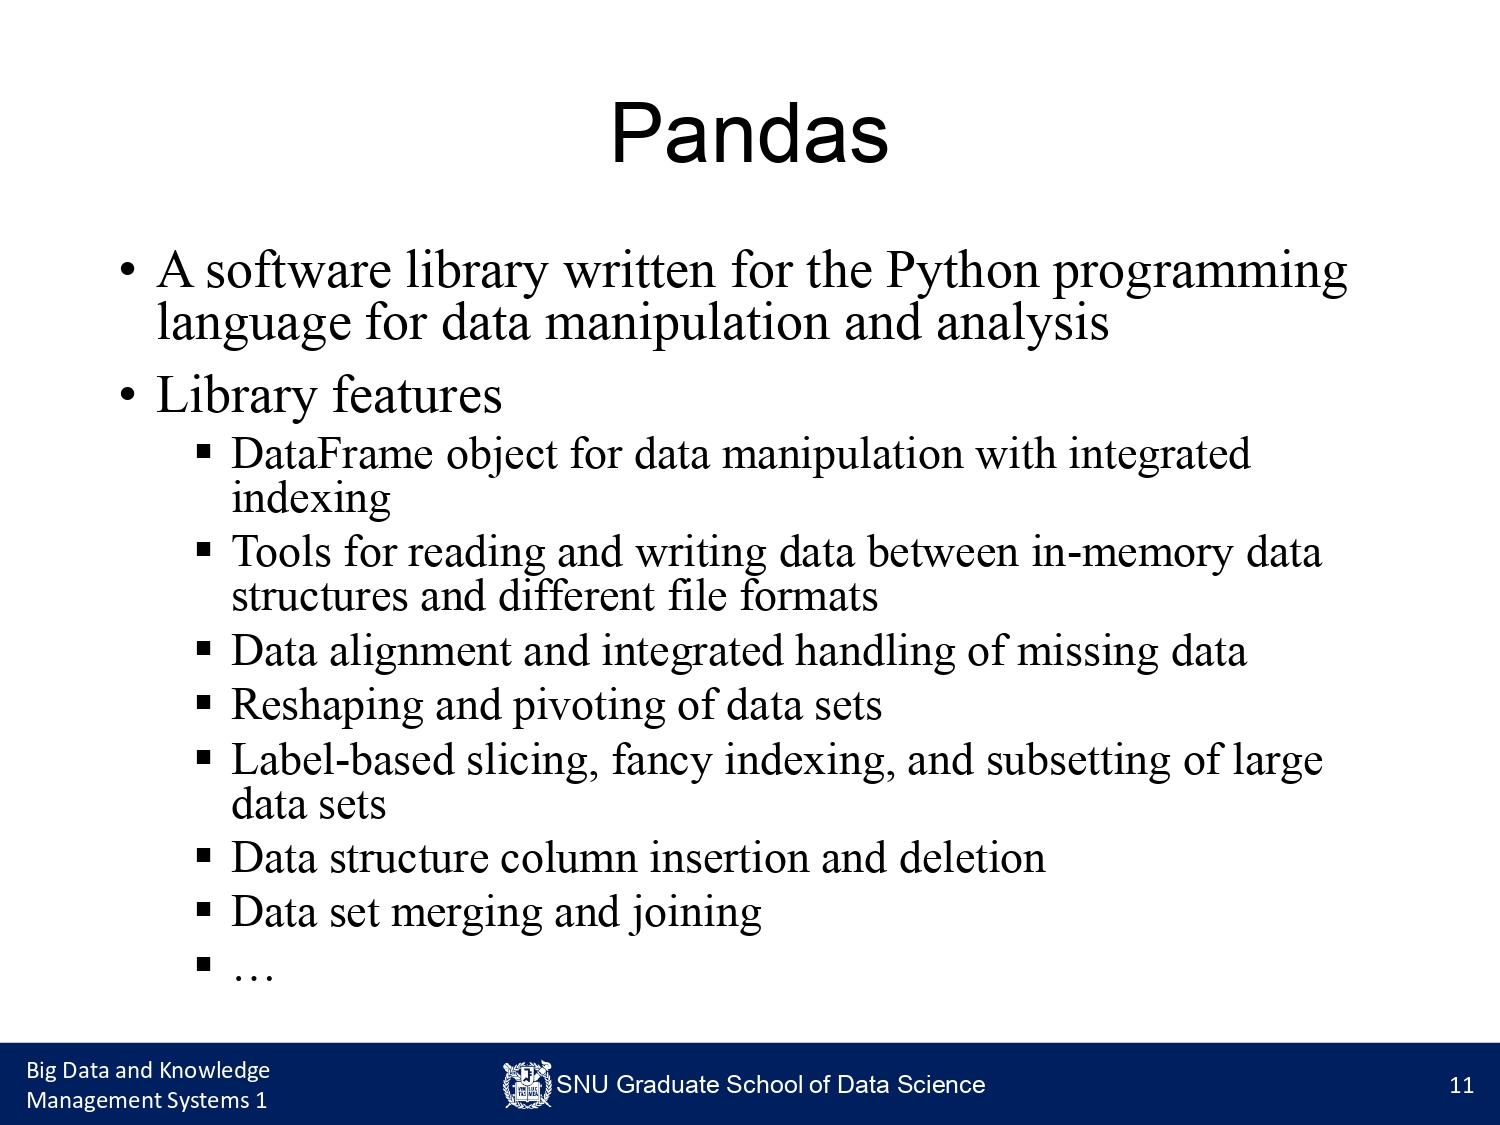 Pandas
• A software library written for the Python programming
language for data manipulation and analysis
• Library features
▪ DataFrame object for data manipulation with integrated
indexing
▪ Tools for reading and writing data between in-memory data
structures and different file formats
▪ Data alignment and integrated handling of missing data
▪ Reshaping and pivoting of data sets
▪ Label-based slicing, fancy indexing, and subsetting of large
data sets
▪ Data structure column insertion and deletion
▪ Data set merging and joining
▪ …
Big Data and Knowledge
Management Systems 1
SNU Graduate School of Data Science
11